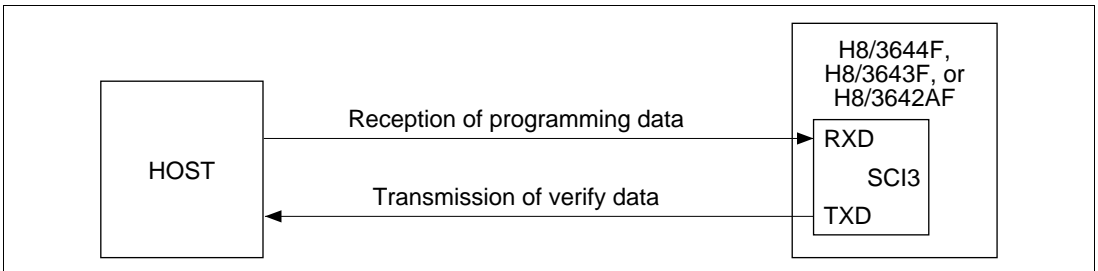 H8/3644F,
H8/3643F, or
H8/3642AF
Reception of programming data
RXD
HOST
SCI3
Transmission of verify data
TXD